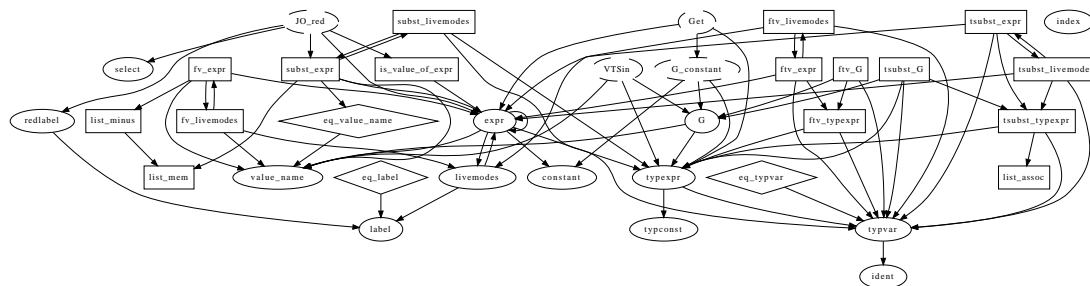 JO_red
subst_livemodes
Get
ftv_livemodes
tsubst_expr
index
select
fv_expr
subst_expr
is_value_of_expr
VTSin
G_constant
ftv_expr
ftv_G
tsubst_G
tsubst_livemode
redlabel
list_minus
fv_livemodes
eq_value_name
expr
G
ftv_typexpr
tsubst_typexpr
list_mem
value_name
eq_label
livemodes
constant
typexpr
eq_typvar
list_assoc
label
typconst
typvar
ident